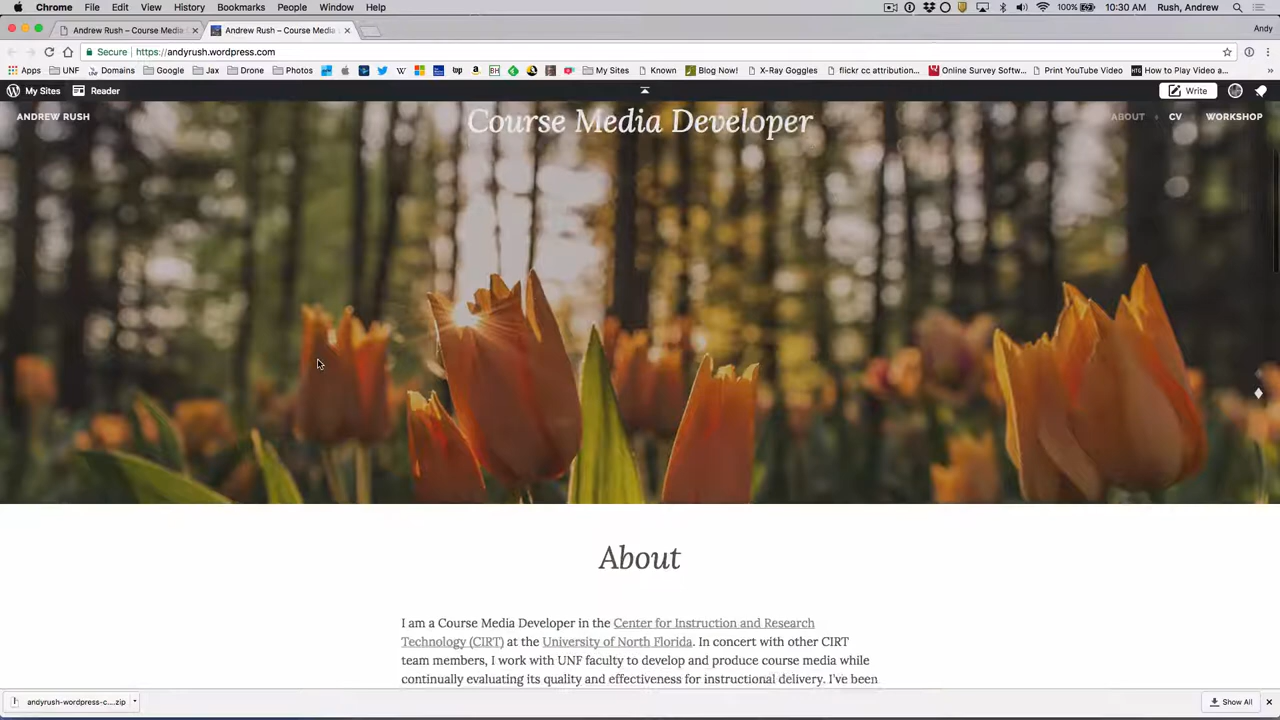 Chrome File Edit View History Bookmarks People Window Help 100% 10:30 AM Rush, Andrew
Andrew Rush – Course Media Andrew Rush – Course Media Andy
Secure https://andyrush.wordpress.com
Apps UNF Domains Google Jax Drone Photos My Sites Known Blog Now! X-Ray Goggles flickr cc attribution... Online Survey Softw... Print YouTube Video How to Play Video a...
My Sites Reader Write
ANDREW RUSH Course Media Developer ABOUT CV WORKSHOP
About
I am a Course Media Developer in the Center for Instruction and Research
Technology (CIRT) at the University of North Florida. In concert with other CIRT
team members, I work with UNF faculty to develop and produce course media while
continually evaluating its quality and effectiveness for instructional delivery. I've been
andyrush-wordpress-c....zip Show All